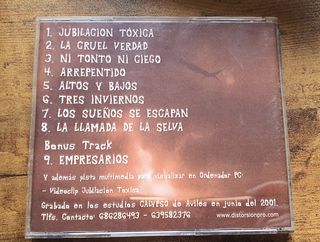 1. JUBILACION TÓXICA
2. LA CRUEL VERDAD
3. NI TONTO NI CIEGO
4. ARREPENTIDO
5. ALTOS Y BAJOS
6. TRES INVIERNOS
7. LOS SUEÑOS SE ESCAPAN
8. LA LLAMADA DE LA SELVA
Bonus Track
9. EMPRESARIOS
Y además pista multimedia para visualizar en Ordenador PC:
- Videoclip Jubilación Tóxica
Grabado en los estudios CALYPSO de Avilés en junio del 2001.
Tlfs. Contacto: 686286493 - 639582376 www.distorsionpro.com